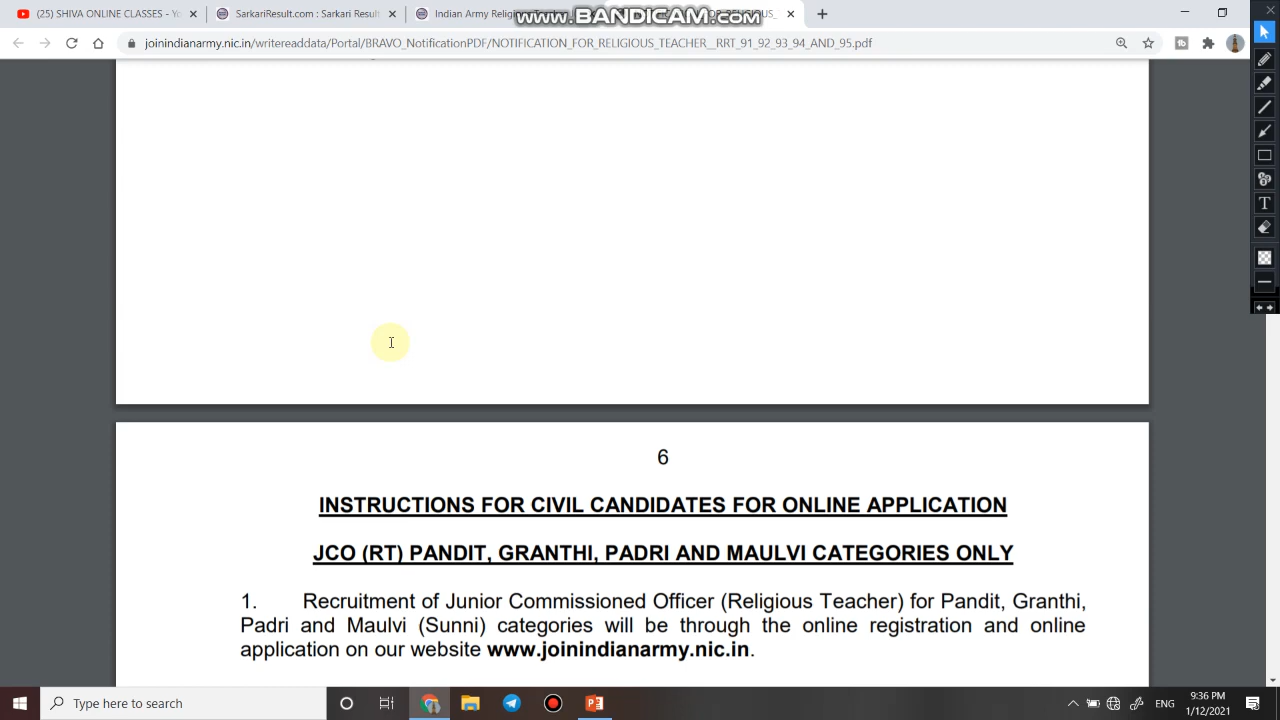 (25) SHIVA ONLINE CLASSES - Yo
SarkariResult.com : Sarkari Result
Indian Army Religious Teacher
www.BANDICAM.com
joinindianarmy.nic.in/writereaddata/Portal/BRAVO_NotificationPDF/NOTIFICATION_FOR_RELIGIOUS_TEACHER__RRT_91_92_93_94_AND_95.pdf
6
INSTRUCTIONS FOR CIVIL CANDIDATES FOR ONLINE APPLICATION
JCO (RT) PANDIT, GRANTHI, PADRI AND MAULVI CATEGORIES ONLY
1. Recruitment of Junior Commissioned Officer (Religious Teacher) for Pandit, Granthi,
Padri and Maulvi (Sunni) categories will be through the online registration and online
application on our website www.joinindianarmy.nic.in.
Type here to search
ENG
9:36 PM
1/12/2021